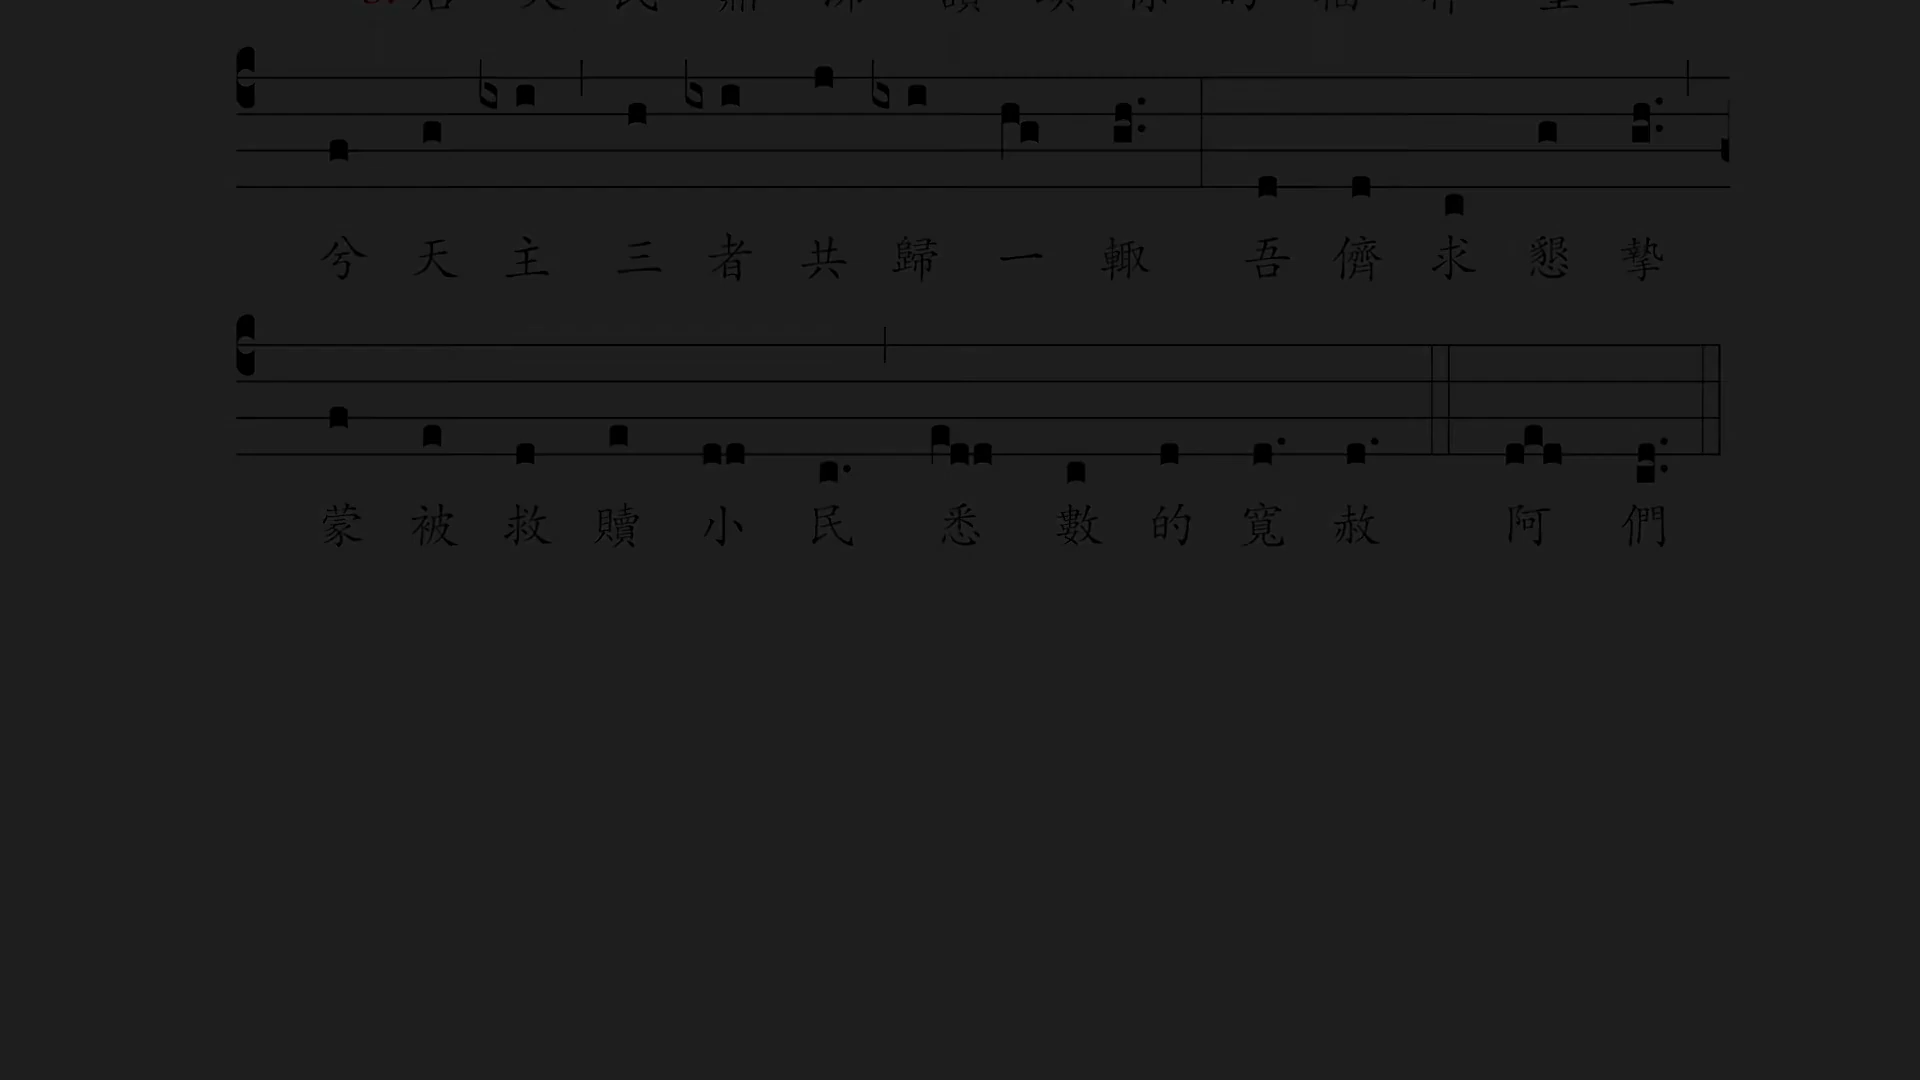 兮天主三者共歸一輙 吾儕求懇摯
蒙被救贖小民悉數的寬赦 阿們